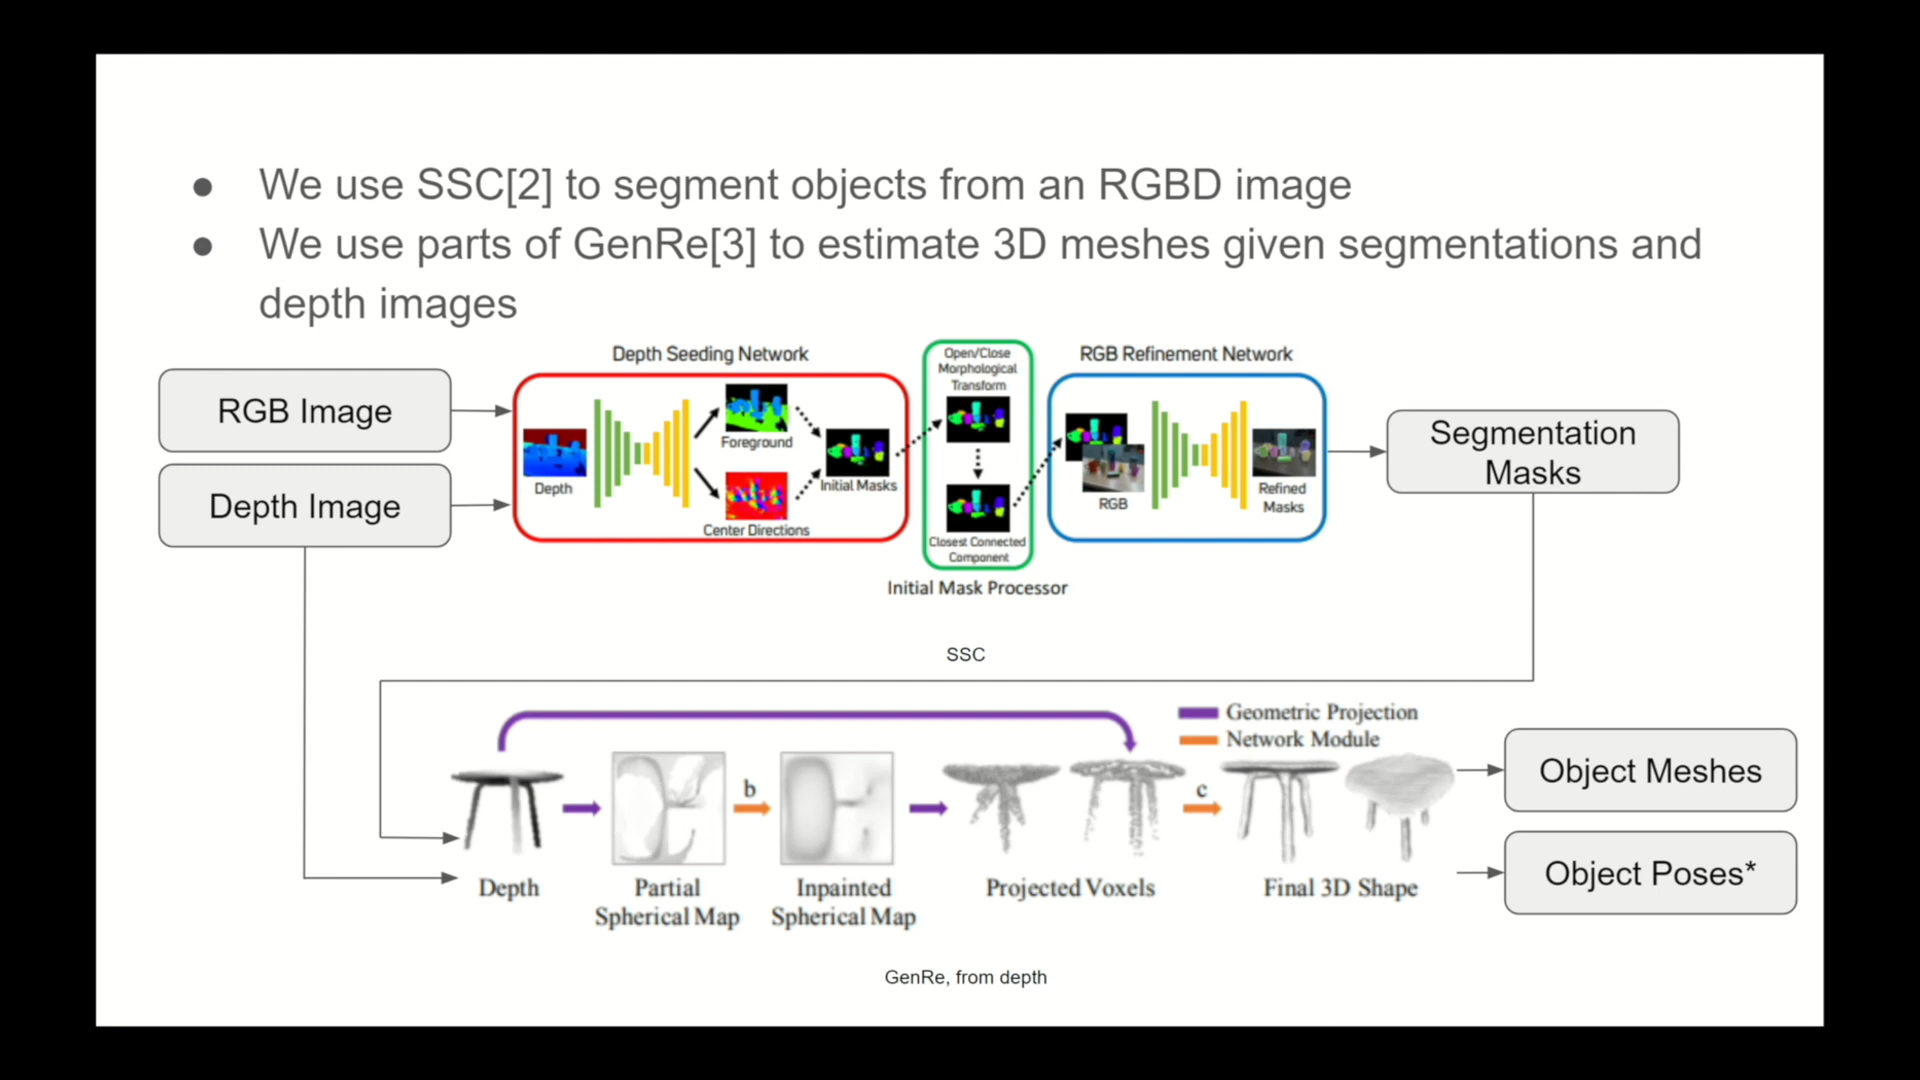 ● We use SSC[2] to segment objects from an RGBD image
● We use parts of GenRe[3] to estimate 3D meshes given segmentations and
depth images
RGB Image
Depth Image
Depth Seeding Network
Depth
Foreground
Center Directions
Initial Masks
Open/Close
Morphological
Transform
Closest Connected
Component
Initial Mask Processor
RGB Refinement Network
RGB
Refined
Masks
Segmentation
Masks
SSC
Geometric Projection
Network Module
b
c
Depth
Partial
Spherical Map
Inpainted
Spherical Map
Projected Voxels
Final 3D Shape
Object Meshes
Object Poses*
GenRe, from depth